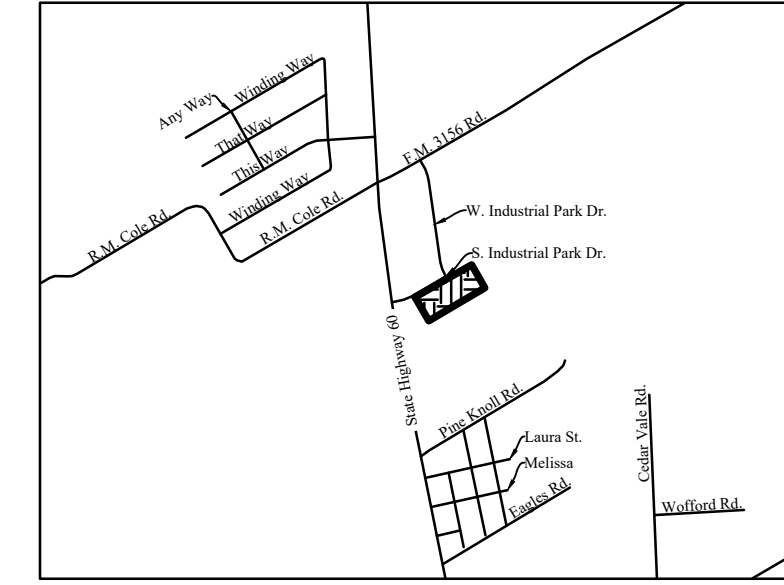 Any Way
Winding Way
That Way
This Way
Winding Way
F.M. 3156 Rd.
R.M. Cole Rd.
R.M. Cole Rd.
W. Industrial Park Dr.
S. Industrial Park Dr.
State Highway 60
Pine Knoll Rd.
Laura St.
Melissa
Eagles Rd.
Cedar Vale Rd.
Wofford Rd.